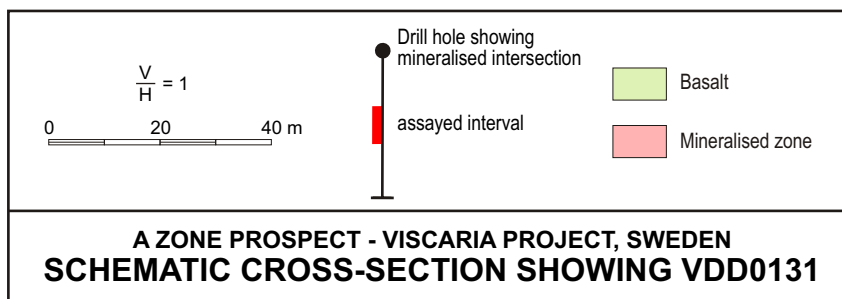 V
H = 1
0 20 40 m
Drill hole showing
mineralised intersection
assayed interval
Basalt
Mineralised zone
A ZONE PROSPECT - VISCARIA PROJECT, SWEDEN
SCHEMATIC CROSS-SECTION SHOWING VDD0131